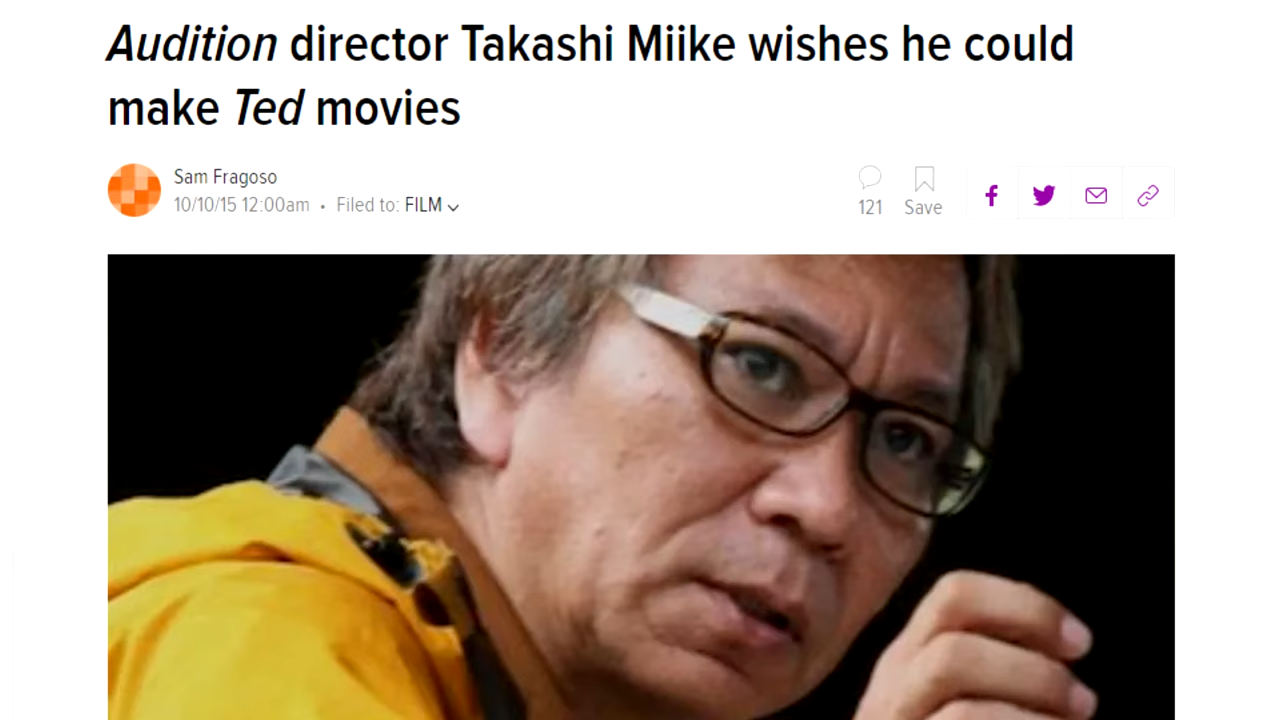 Audition director Takashi Miike wishes he could
make Ted movies
Sam Fragoso
10/10/15 12:00am • Filed to: FILM
121
Save